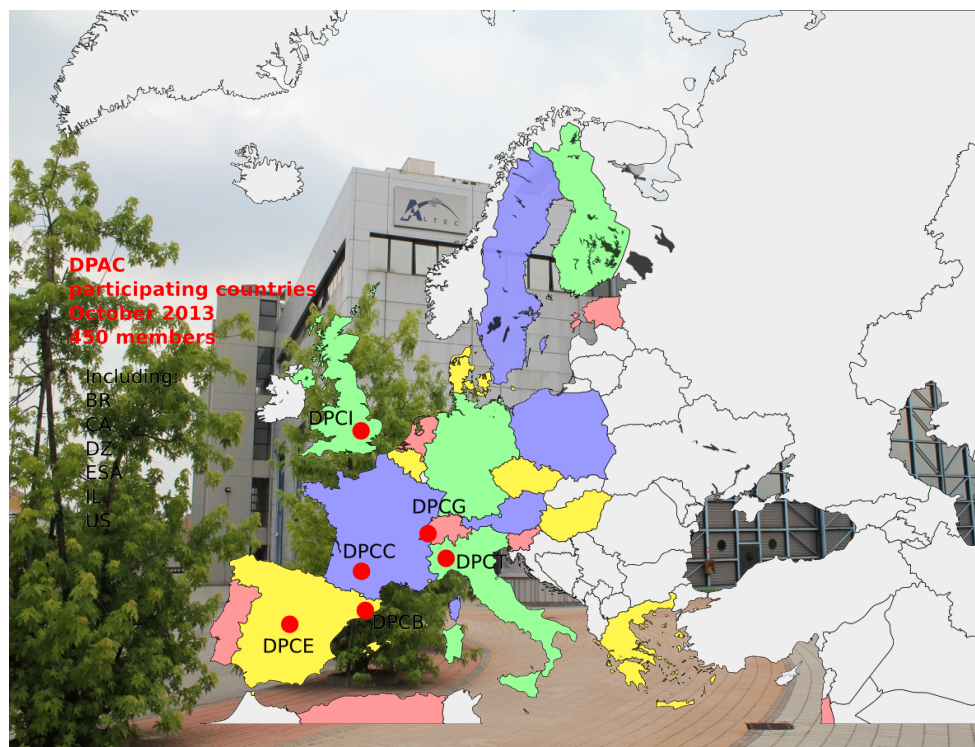 ALTEC
DPAC
participating countries
October 2013
450 members
Including:
BR
CA
DZ
ESA
IL
US
DPCI
DPCG
DPCC
DPCT
DPCB
DPCE